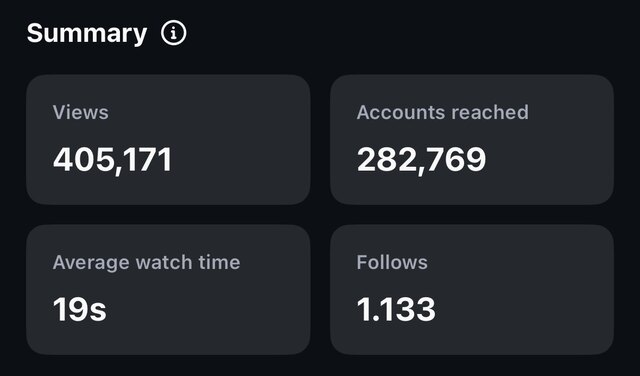 Summary
Views
405,171
Accounts reached
282,769
Average watch time
19s
Follows
1.133